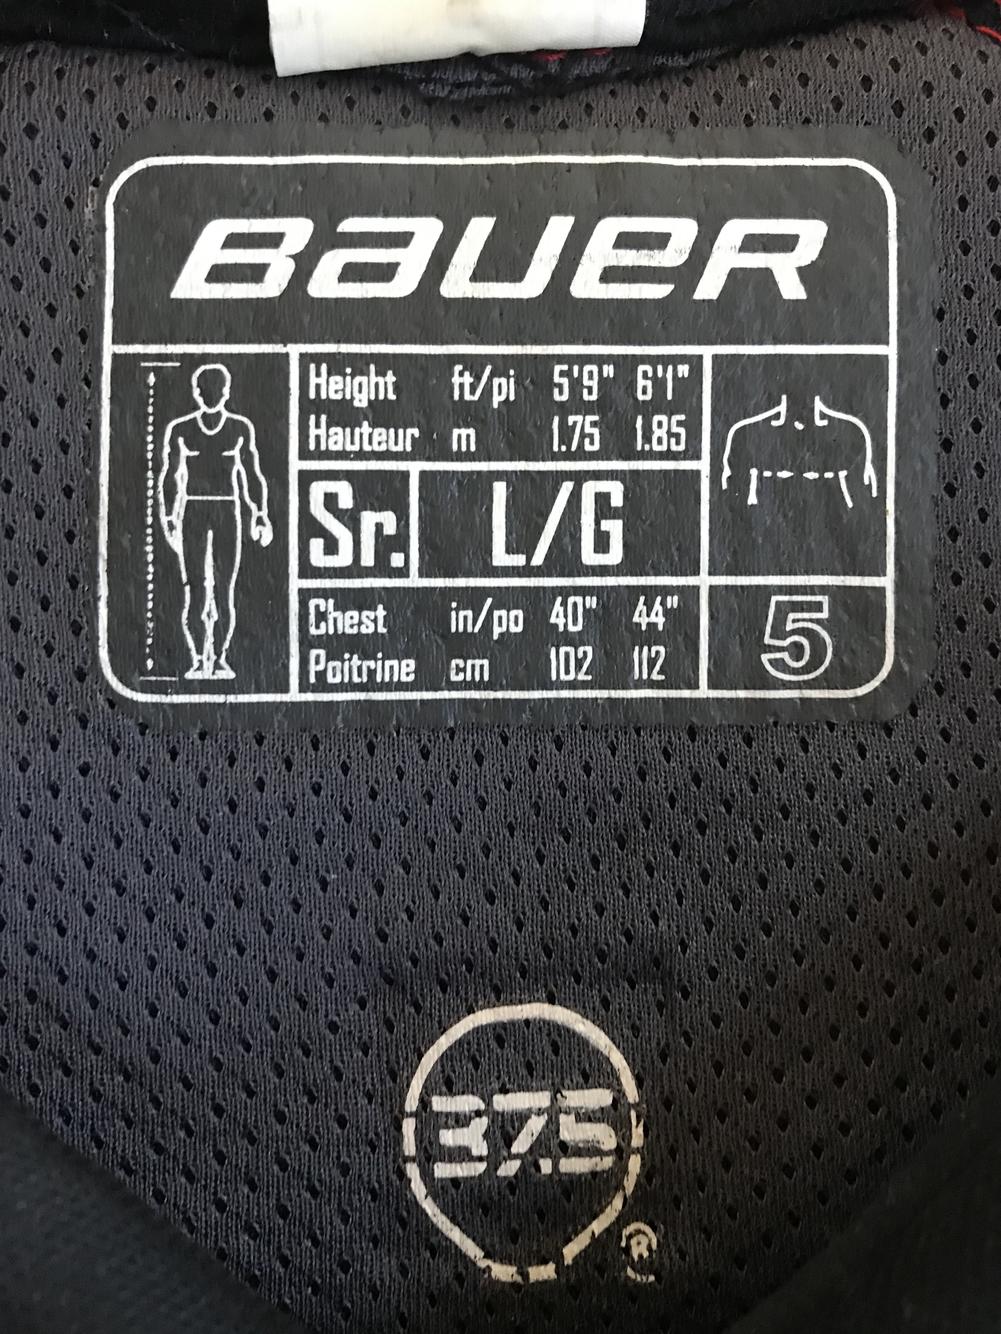 BAUER
Height ft/pi 5'9" 6'1"
Hauteur m 1.75 1.85
Sr. L/G
Chest in/po 40" 44"
Poitrine cm 102 112
5
37.5
®